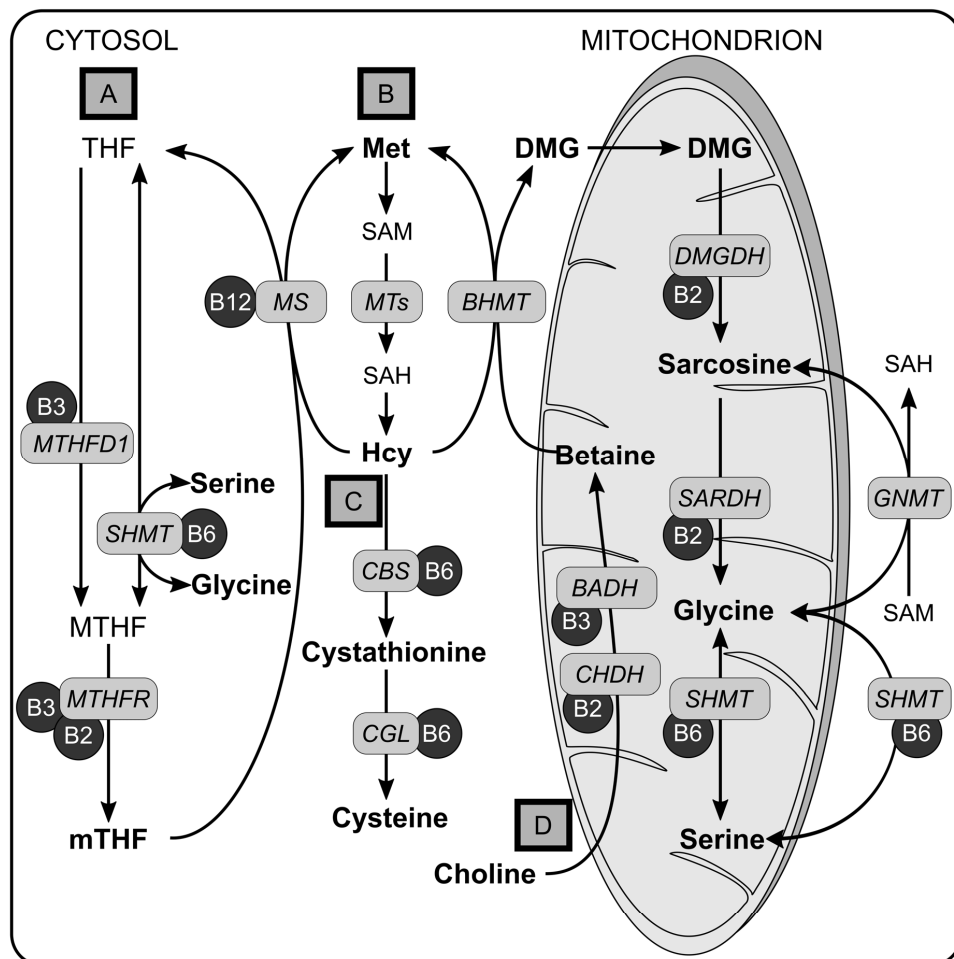 CYTOSOL
MITOCHONDRION
A
B
THF
Met
DMG
DMG
SAM
DMGDH
B2
B12
MS
MTs
BHMT
SAH
Sarcosine
SAH
B3
MTHFD1
Hcy
Betaine
Serine
C
SARDH
B2
GNMT
SHMT
B6
Glycine
CBS
B6
BADH
B3
Glycine
SAM
MTHF
Cystathionine
CHDH
B2
MTHFR
B3
B2
CGL
B6
SHMT
B6
SHMT
B6
Cysteine
D
mTHF
Serine
Choline